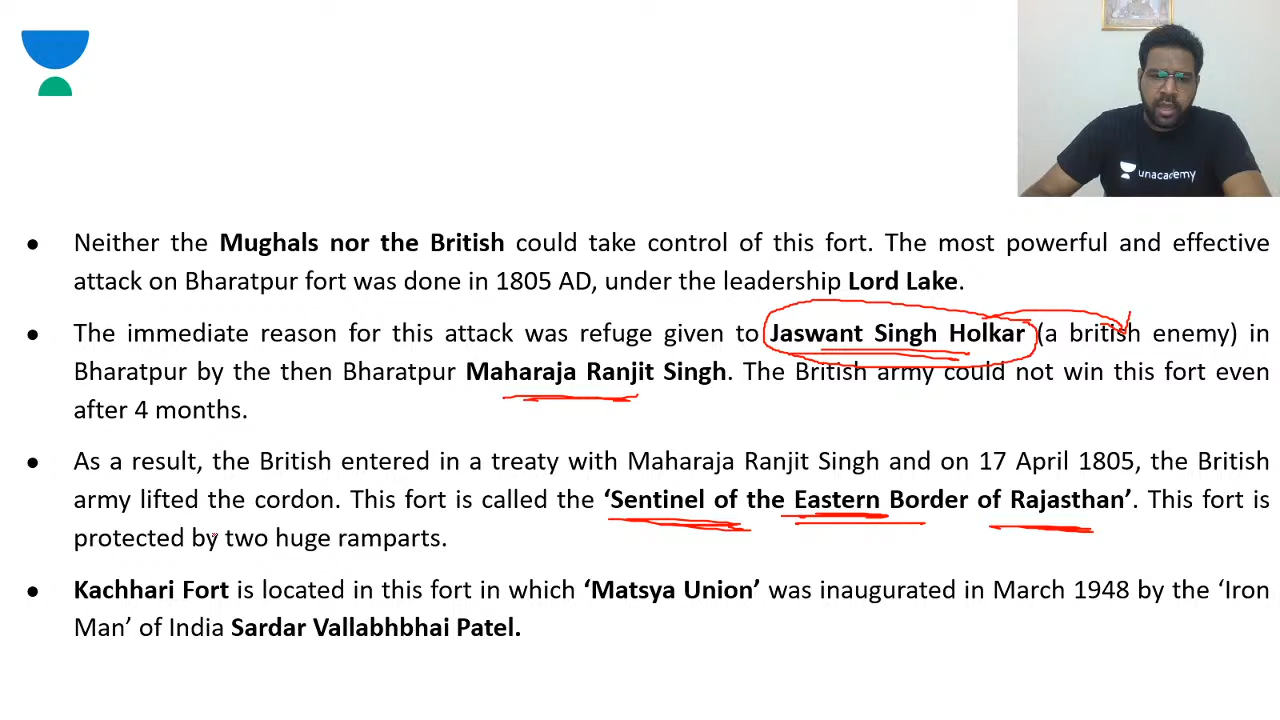 unacademy
● Neither the Mughals nor the British could take control of this fort. The most powerful and effective
attack on Bharatpur fort was done in 1805 AD, under the leadership Lord Lake.
● The immediate reason for this attack was refuge given to Jaswant Singh Holkar (a british enemy) in
Bharatpur by the then Bharatpur Maharaja Ranjit Singh. The British army could not win this fort even
after 4 months.
● As a result, the British entered in a treaty with Maharaja Ranjit Singh and on 17 April 1805, the British
army lifted the cordon. This fort is called the ‘Sentinel of the Eastern Border of Rajasthan’. This fort is
protected by two huge ramparts.
● Kachhari Fort is located in this fort in which ‘Matsya Union’ was inaugurated in March 1948 by the ‘Iron
Man’ of India Sardar Vallabhbhai Patel.